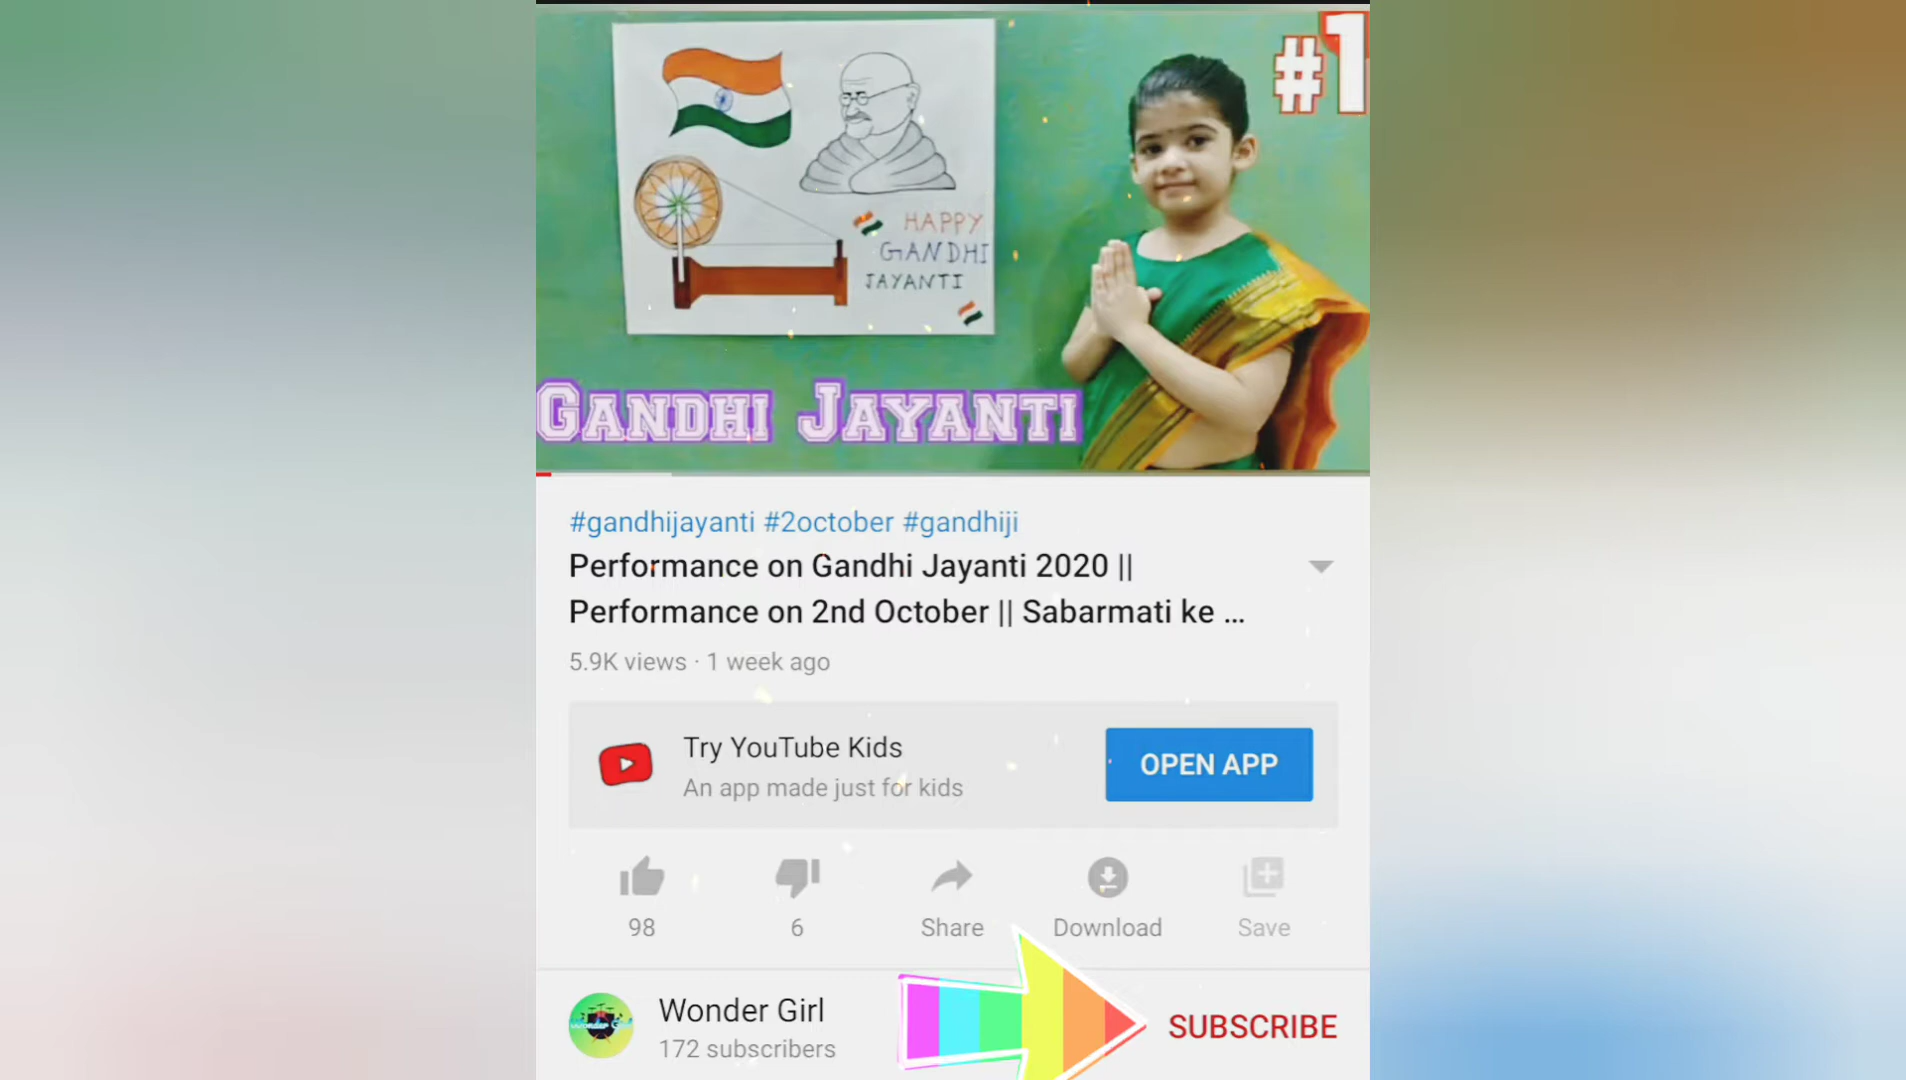 #1
HAPPY
GANDHI
JAYANTI
GANDHI JAYANTI
#gandhijayanti #2october #gandhiji
Performance on Gandhi Jayanti 2020 ||
Performance on 2nd October || Sabarmati ke ...
5.9K views · 1 week ago
Try YouTube Kids
An app made just for kids
OPEN APP
98
6
Share
Download
Save
Wonder Girl
Wonder Girl
172 subscribers
SUBSCRIBE